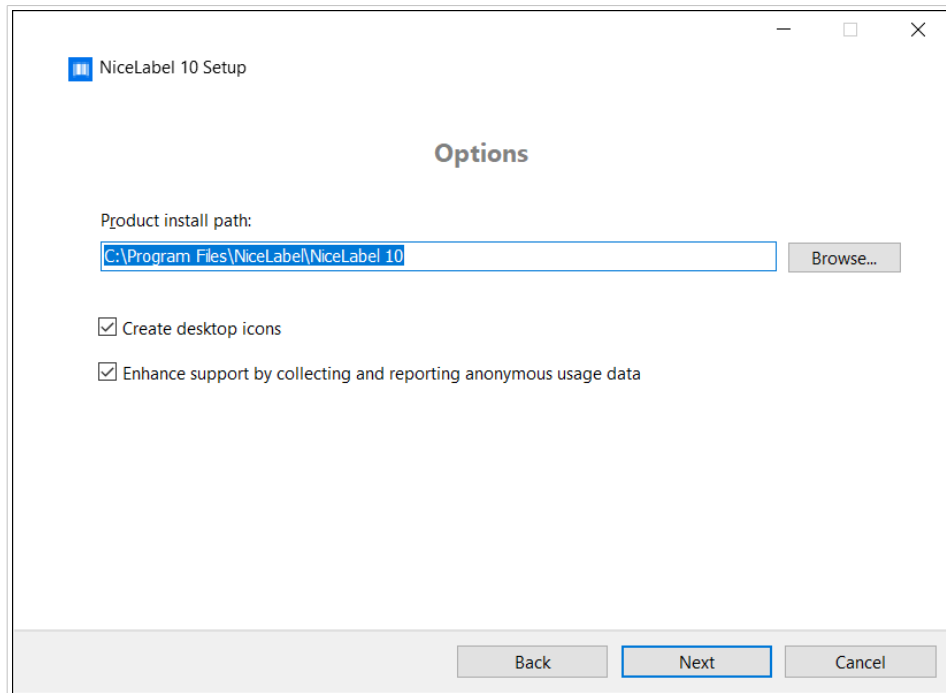 NiceLabel 10 Setup
Options
Product install path:
C:\Program Files\NiceLabel\NiceLabel 10
Browse...
Create desktop icons
Enhance support by collecting and reporting anonymous usage data
Back
Next
Cancel